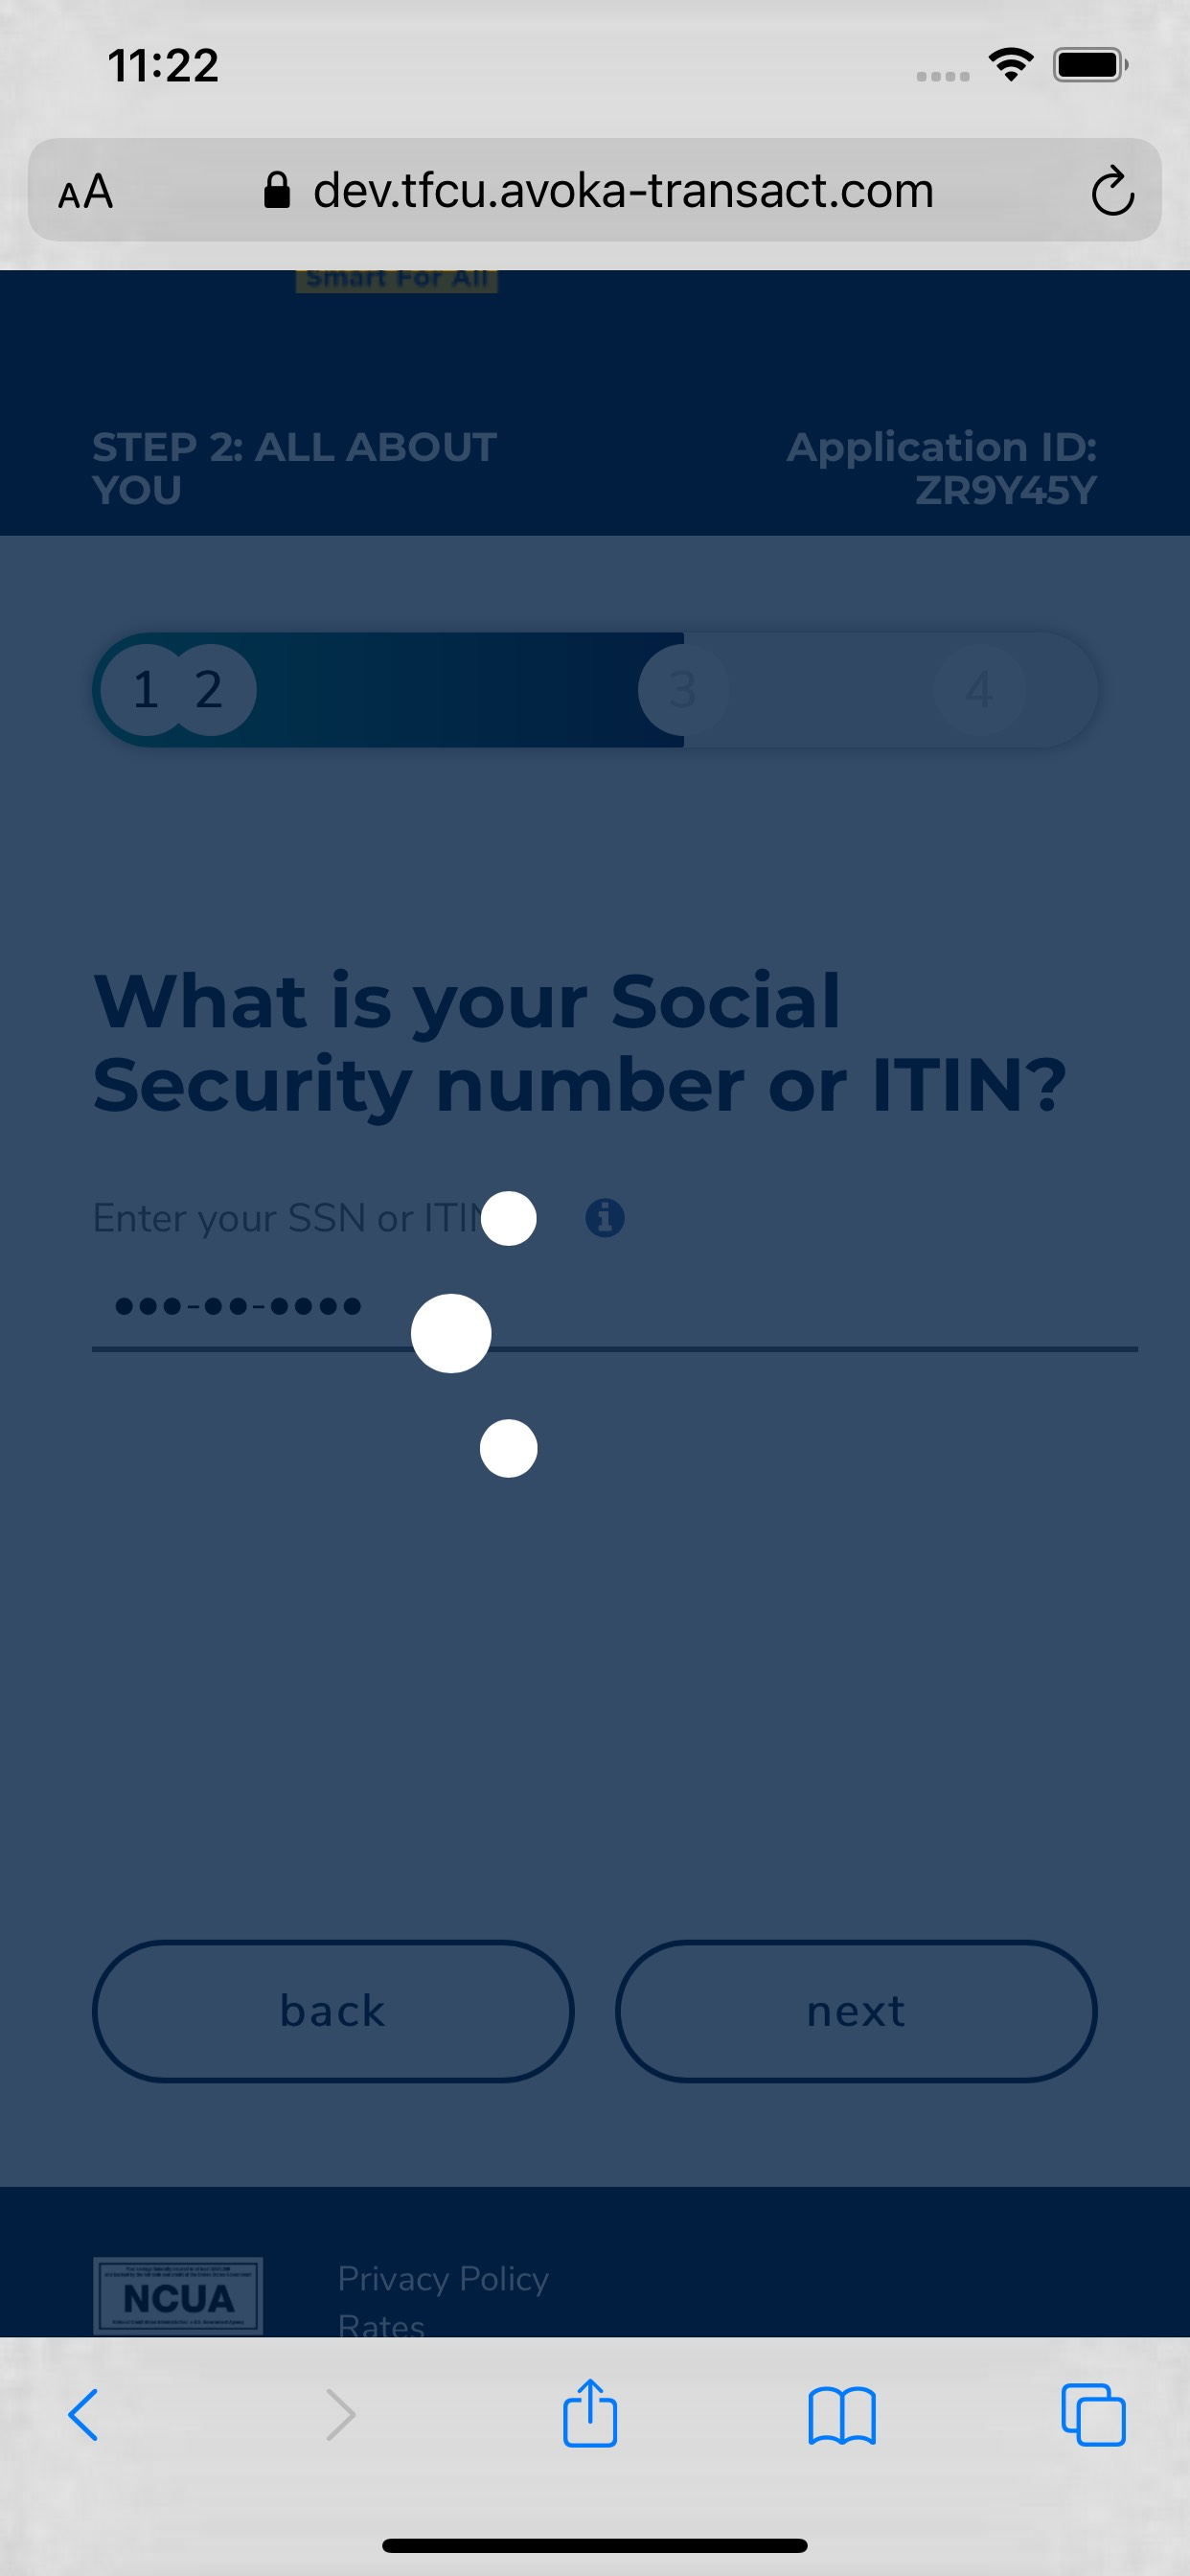 11:22
AA dev.tfcu.avoka-transact.com
Smart For All
STEP 2: ALL ABOUT
YOU
Application ID:
ZR9Y45Y
1 2 3 4
What is your Social
Security number or ITIN?
Enter your SSN or ITIN
•••-••-••••
back
next
NCUA
Privacy Policy
Rates